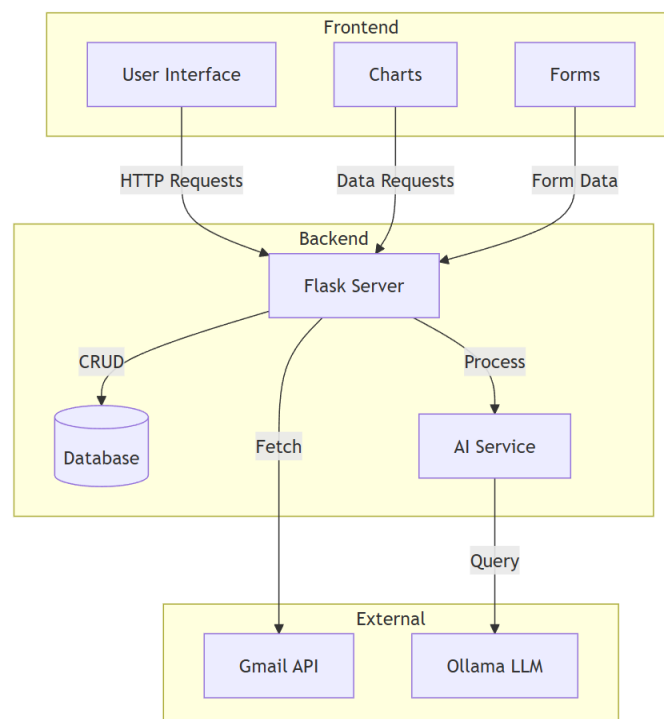 Frontend
User Interface
Charts
Forms
HTTP Requests
Data Requests
Form Data
Backend
Flask Server
CRUD
Process
Database
Fetch
AI Service
Query
External
Gmail API
Ollama LLM